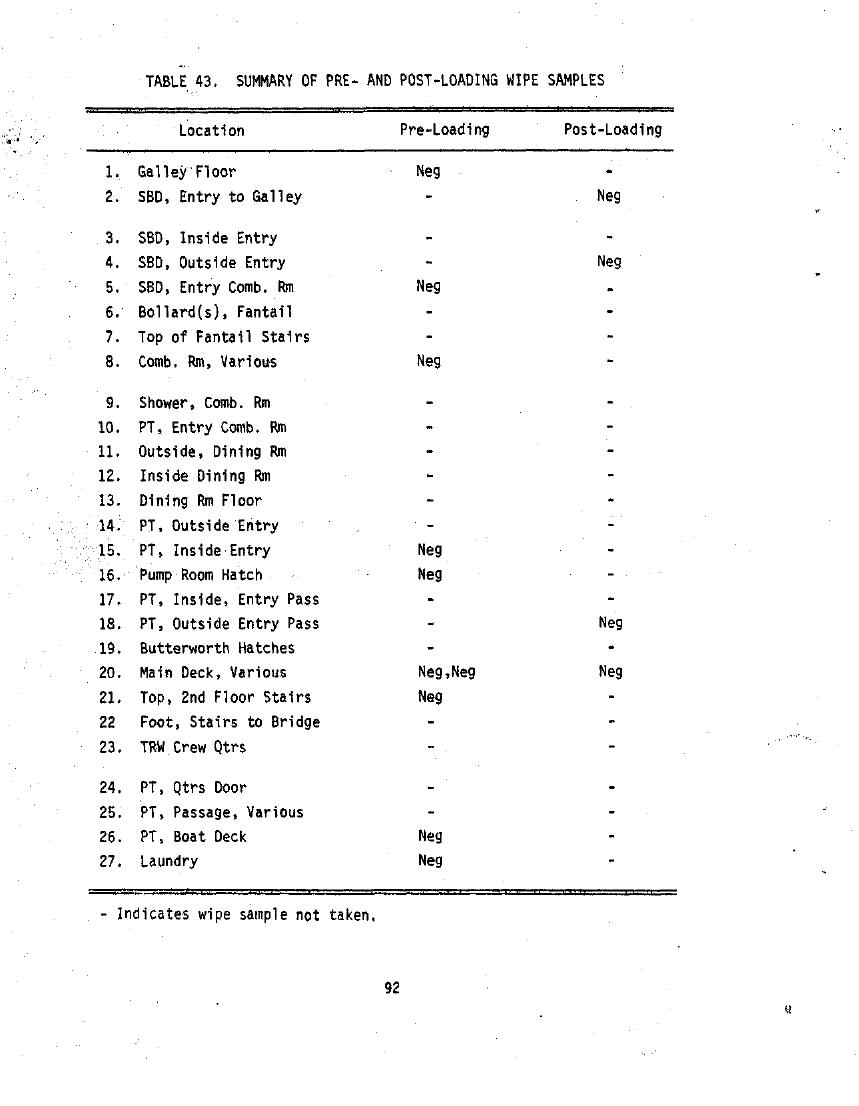 TABLE 43. SUMMARY OF PRE- AND POST-LOADING WIPE SAMPLES
Location Pre-Loading Post-Loading
1. Galley Floor Neg -
2. SBD, Entry to Galley - Neg
3. SBD, Inside Entry - -
4. SBD, Outside Entry - Neg
5. SBD, Entry Comb. Rm Neg -
6. Bollard(s), Fantail - -
7. Top of Fantail Stairs - -
8. Comb. Rm, Various Neg -
9. Shower, Comb. Rm - -
10. PT, Entry Comb. Rm - -
11. Outside, Dining Rm - -
12. Inside Dining Rm - -
13. Dining Rm Floor - -
14. PT, Outside Entry - -
15. PT, Inside Entry Neg -
16. Pump Room Hatch Neg -
17. PT, Inside, Entry Pass - -
18. PT, Outside Entry Pass - Neg
19. Butterworth Hatches - -
20. Main Deck, Various Neg,Neg Neg
21. Top, 2nd Floor Stairs Neg -
22 Foot, Stairs to Bridge - -
23. TRW Crew Qtrs - -
24. PT, Qtrs Door - -
25. PT, Passage, Various - -
26. PT, Boat Deck Neg -
27. Laundry Neg -
- Indicates wipe sample not taken.
92